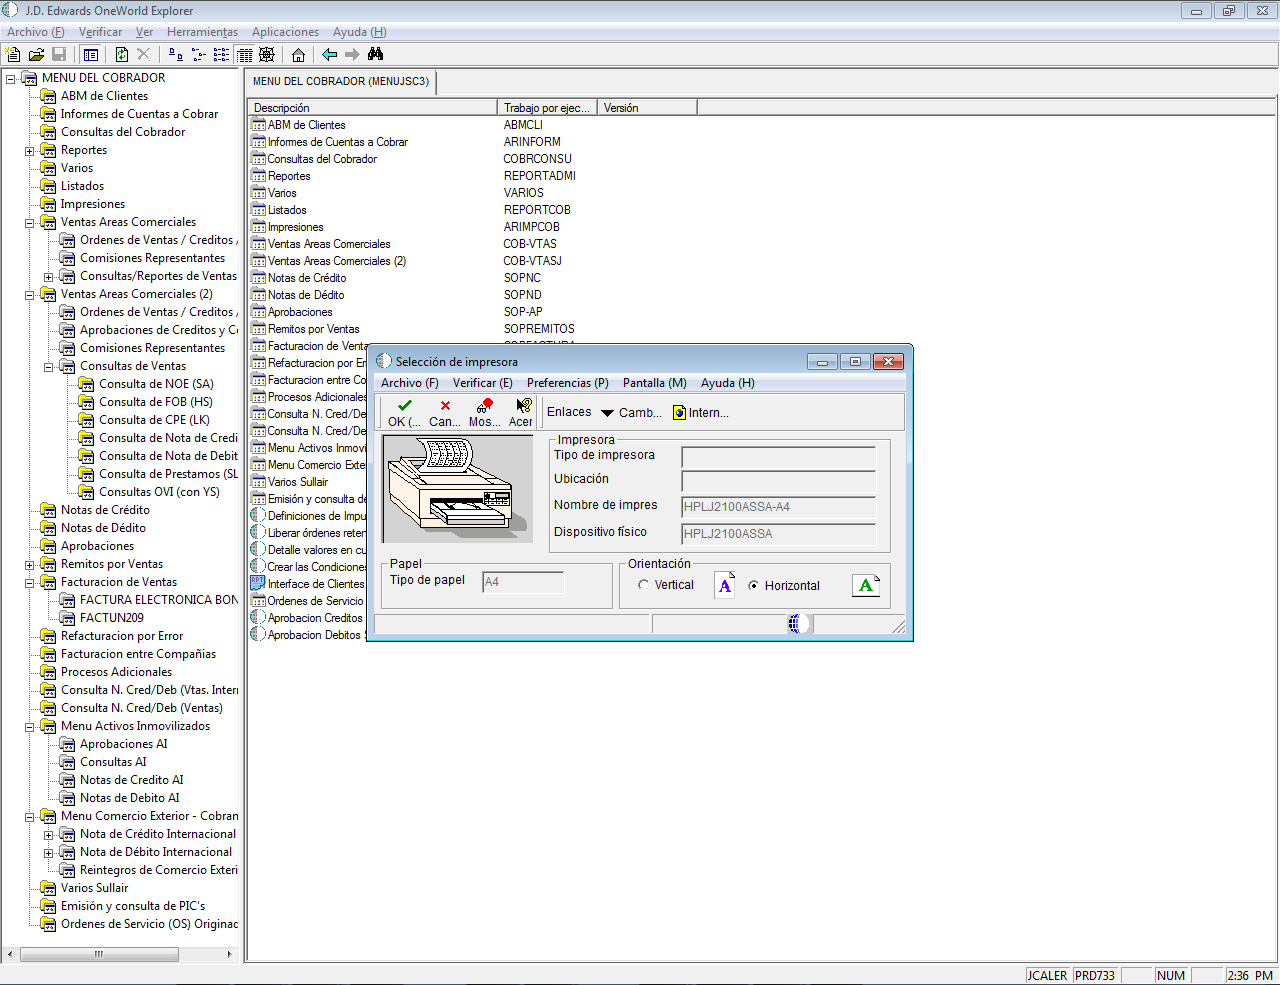 J.D. Edwards OneWorld Explorer
Archivo (F) Verificar Ver Herramientas Aplicaciones Ayuda (H)
MENU DEL COBRADOR
ABM de Clientes
Informes de Cuentas a Cobrar
Consultas del Cobrador
Reportes
Varios
Listados
Impresiones
Ventas Areas Comerciales
Ordenes de Ventas / Creditos /
Comisiones Representantes
Consultas/Reportes de Ventas
Ventas Areas Comerciales (2)
Ordenes de Ventas / Creditos /
Aprobaciones de Creditos y Co
Comisiones Representantes
Consultas de Ventas
Consulta de NOE (SA)
Consulta de FOB (HS)
Consulta de CPE (LK)
Consulta de Nota de Credi
Consulta de Nota de Debit
Consulta de Prestamos (SL
Consultas OVI (con YS)
Notas de Crédito
Notas de Dédito
Aprobaciones
Remitos por Ventas
Facturacion de Ventas
FACTURA ELECTRONICA BON
FACTUN209
Refacturacion por Error
Facturacion entre Compañias
Procesos Adicionales
Consulta N. Cred/Deb (Vtas. Inter
Consulta N. Cred/Deb (Ventas)
Menu Activos Inmovilizados
Aprobaciones AI
Consultas AI
Notas de Credito AI
Notas de Debito AI
Menu Comercio Exterior - Cobran
Nota de Crédito Internacional
Nota de Débito Internacional
Reintegros de Comercio Exteri
Varios Sullair
Emisión y consulta de PIC's
Ordenes de Servicio (OS) Originad
MENU DEL COBRADOR (MENUJSC3)
Descripción Trabajo por ejec... Versión
ABM de Clientes ABMCLI
Informes de Cuentas a Cobrar ARINFORM
Consultas del Cobrador COBRCONSU
Reportes REPORTADMI
Varios VARIOS
Listados REPORTCOB
Impresiones ARIMPCOB
Ventas Areas Comerciales COB-VTAS
Ventas Areas Comerciales (2) COB-VTASJ
Notas de Crédito SOPNC
Notas de Dédito SOPND
Aprobaciones SOP-AP
Remitos por Ventas SOPREMITOS
Facturacion de Venta
Refacturacion por Er
Facturacion entre Co
Procesos Adicionales
Consulta N. Cred/De
Consulta N. Cred/De
Menu Activos Inmovi
Menu Comercio Exte
Varios Sullair
Emisión y consulta de
Definiciones de Impu
Liberar órdenes reten
Detalle valores en cu
Crear las Condiciones
Interface de Clientes
Ordenes de Servicio
Aprobacion Creditos
Aprobacion Debitos S
Selección de impresora
Archivo (F) Verificar (E) Preferencias (P) Pantalla (M) Ayuda (H)
OK (... Can... Mos... Acer Enlaces Camb... Intern...
Impresora
Tipo de impresora
Ubicación
Nombre de impres HPLJ2100ASSA-A4
Dispositivo físico HPLJ2100ASSA
Papel
Tipo de papel A4
Orientación
Vertical A Horizontal A
JCALER PRD733 NUM 2:36 PM